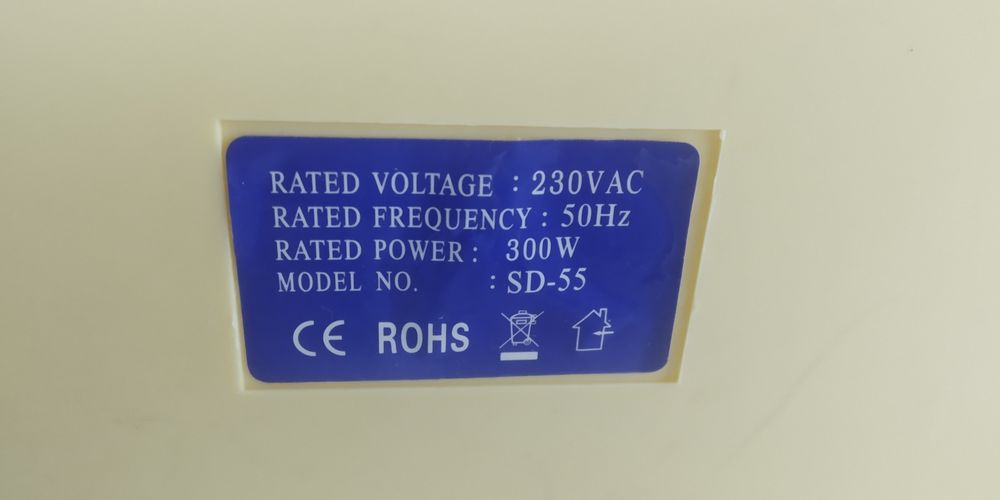 RATED VOLTAGE : 230VAC
RATED FREQUENCY : 50Hz
RATED POWER : 300W
MODEL NO. : SD-55
CE ROHS